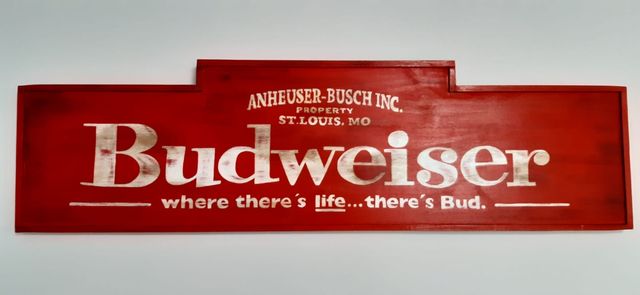 ANHEUSER-BUSCH INC.
PROPERTY
ST. LOUIS, MO
Budweiser
where there's life...there's Bud.